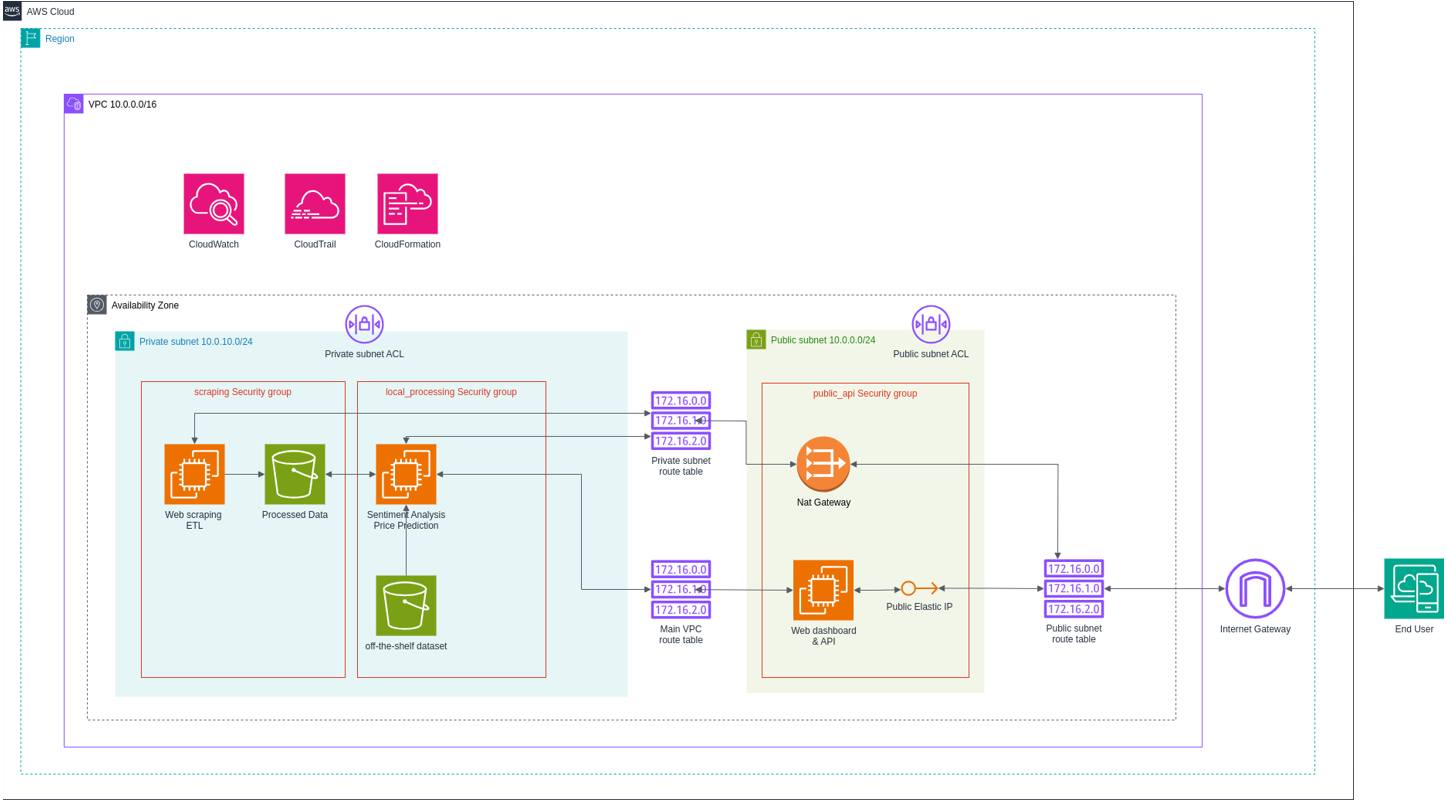 aws
AWS Cloud
Region
VPC 10.0.0.0/16
CloudWatch
CloudTrail
CloudFormation
Availability Zone
Private subnet 10.0.10.0/24
Private subnet ACL
Public subnet 10.0.0.0/24
Public subnet ACL
scraping Security group
local_processing Security group
public_api Security group
172.16.0.0
172.16.1.0
172.16.2.0
Private subnet
route table
Nat Gateway
Web scraping
ETL
Processed Data
Sentiment Analysis
Price Prediction
off-the-shelf dataset
172.16.0.0
172.16.1.0
172.16.2.0
Main VPC
route table
Web dashboard
& API
Public Elastic IP
172.16.0.0
172.16.1.0
172.16.2.0
Public subnet
route table
Internet Gateway
End User